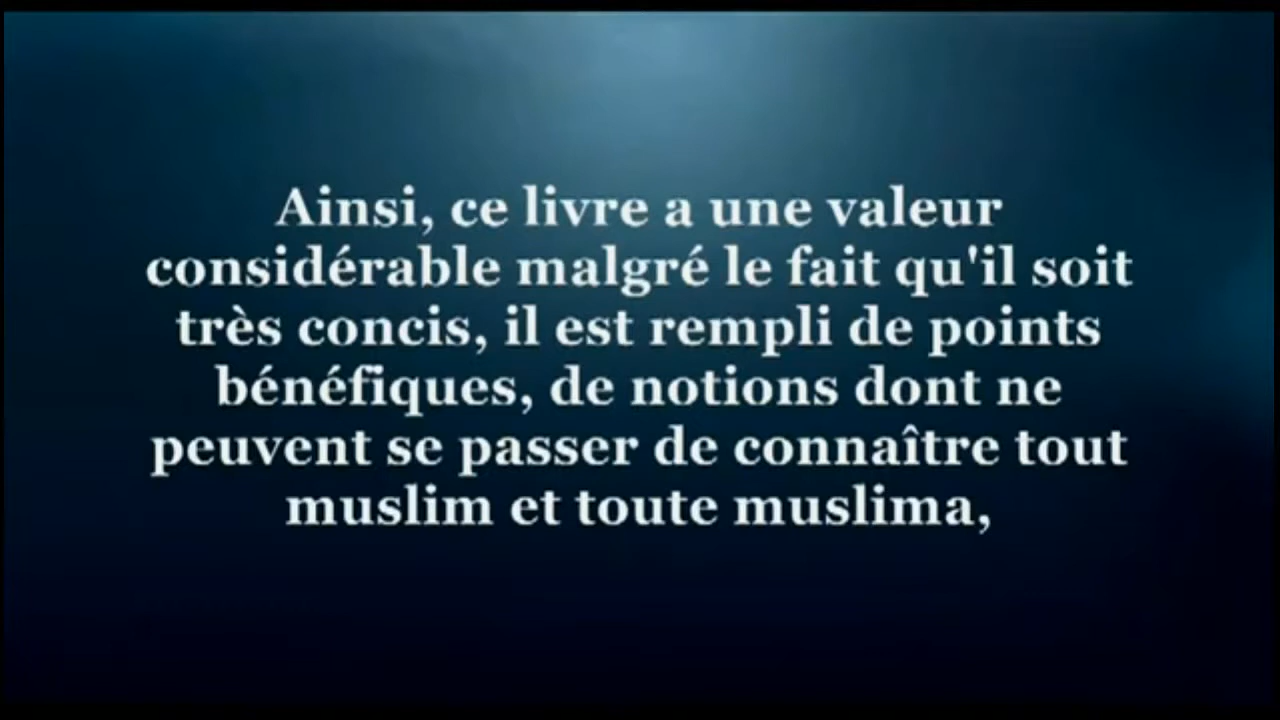 Ainsi, ce livre a une valeur
considérable malgré le fait qu'il soit
très concis, il est rempli de points
bénéfiques, de notions dont ne
peuvent se passer de connaître tout
muslim et toute muslima,